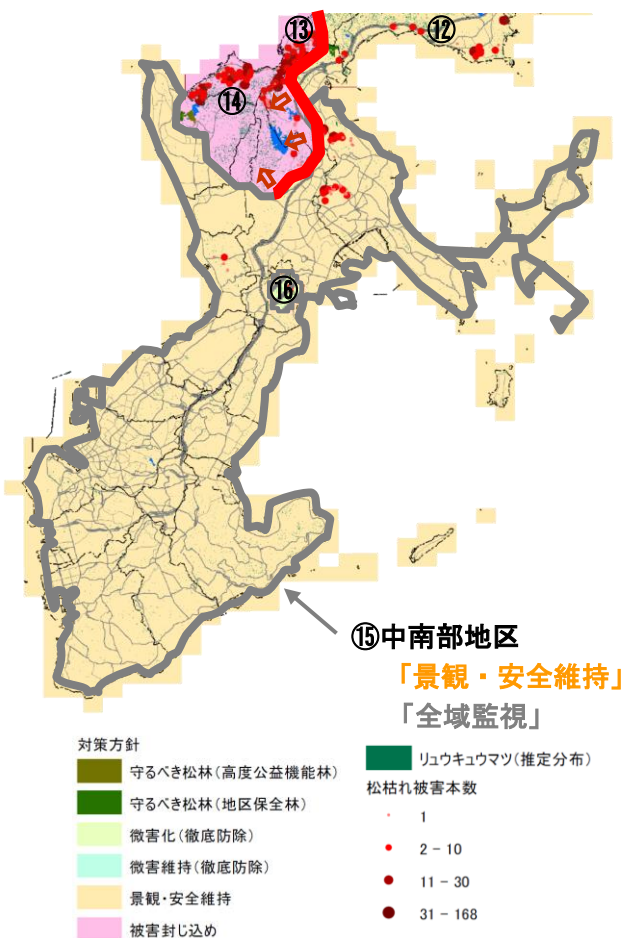 ⑬
⑫
⑭
⑯
⑮中南部地区
「景観・安全維持」
「全域監視」
対策方針
守るべき松林(高度公益機能林)
守るべき松林(地区保全林)
微害化(徹底防除)
微害維持(徹底防除)
景観・安全維持
被害封じ込め
リュウキュウマツ(推定分布)
松枯れ被害本数
1
2 - 10
11 - 30
31 - 168